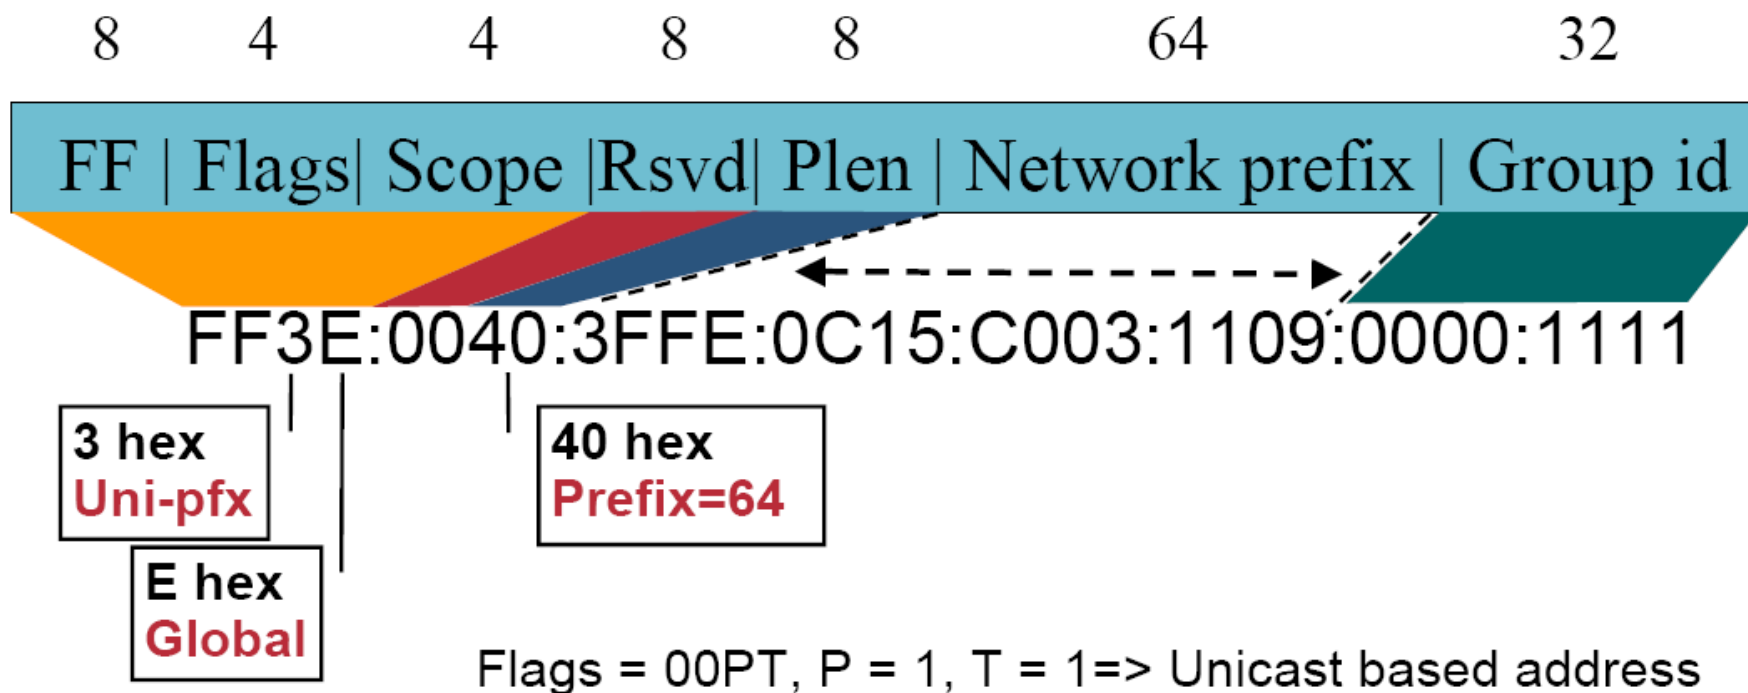 8 4 4 8 8 64 32
FF | Flags| Scope |Rsvd| Plen | Network prefix | Group id
FF3E:0040:3FFE:0C15:C003:1109:0000:1111
3 hex
Uni-pfx
40 hex
Prefix=64
E hex
Global
Flags = 00PT, P = 1, T = 1=> Unicast based address